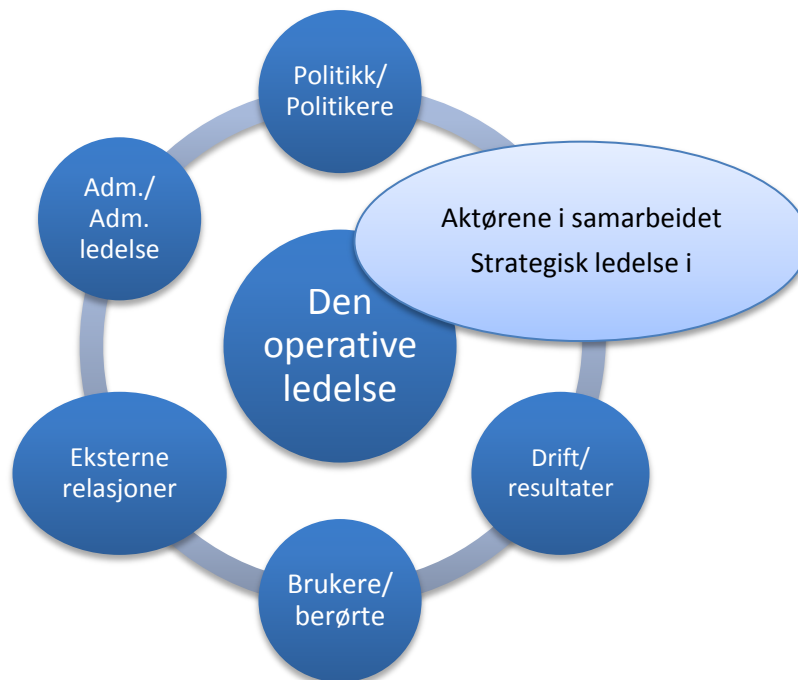 Politikk/
Politikere
Aktørene i samarbeidet
Strategisk ledelse i
Adm./
Adm.
ledelse
Den
operative
ledelse
Eksterne
relasjoner
Drift/
resultater
Brukere/
berørte